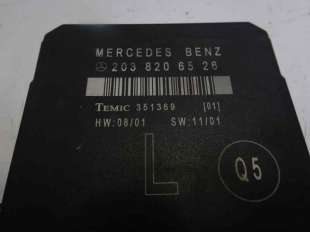 MERCEDES BENZ
203 820 65 26
TEMIC 351369 [01]
HW:08/01 SW:11/01
L
Q5